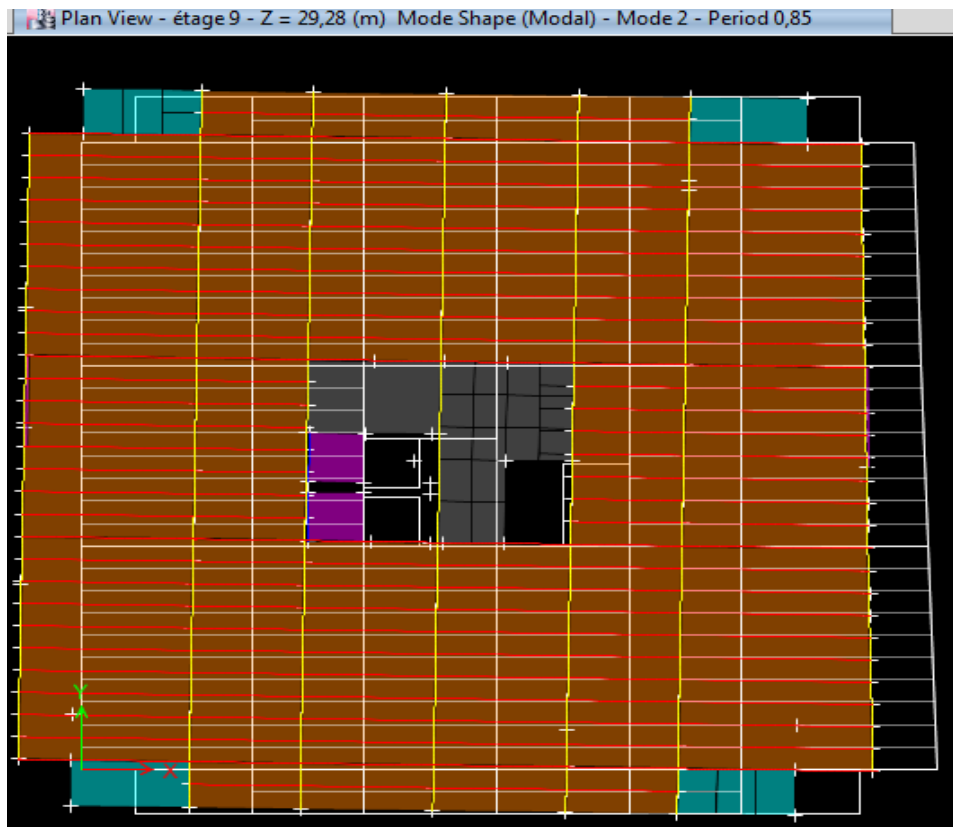 Plan View - étage 9 - Z = 29,28 (m) Mode Shape (Modal) - Mode 2 - Period 0,85
Y
X